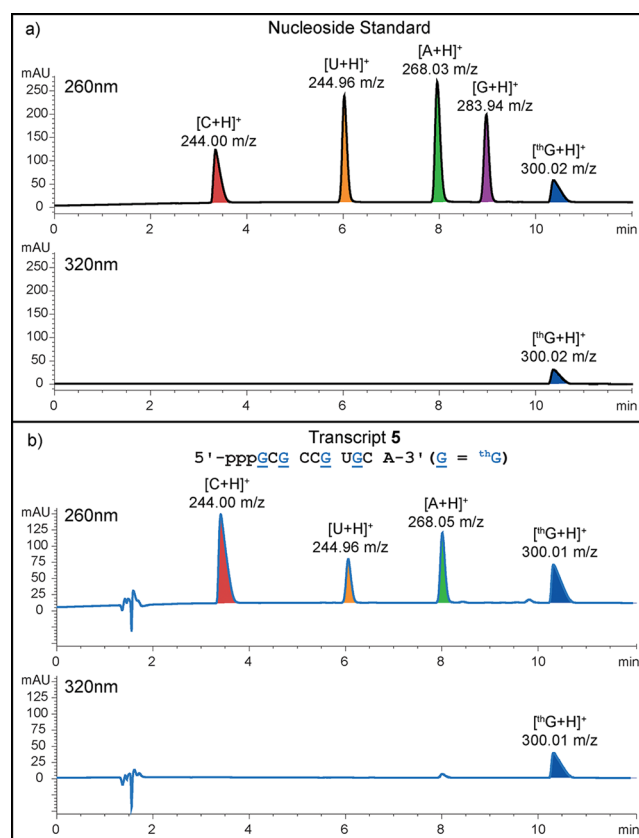 a) Nucleoside Standard
mAU
260nm
250
200
150
100
50
0
[C+H]+
244.00 m/z
[U+H]+
244.96 m/z
[A+H]+
268.03 m/z
[G+H]+
283.94 m/z
[thG+H]+
300.02 m/z
2 4 6 8 10 min
mAU
320nm
250
200
150
100
50
0
[thG+H]+
300.02 m/z
0 2 4 6 8 10 min
b) Transcript 5
5'-pppGCG CCG UGC A-3' (G = thG)
mAU
260nm
125
100
75
50
25
0
[C+H]+
244.00 m/z
[U+H]+
244.96 m/z
[A+H]+
268.05 m/z
[thG+H]+
300.01 m/z
0 2 4 6 8 10 min
mAU
320nm
125
100
75
50
25
0
[thG+H]+
300.01 m/z
0 2 4 6 8 10 min